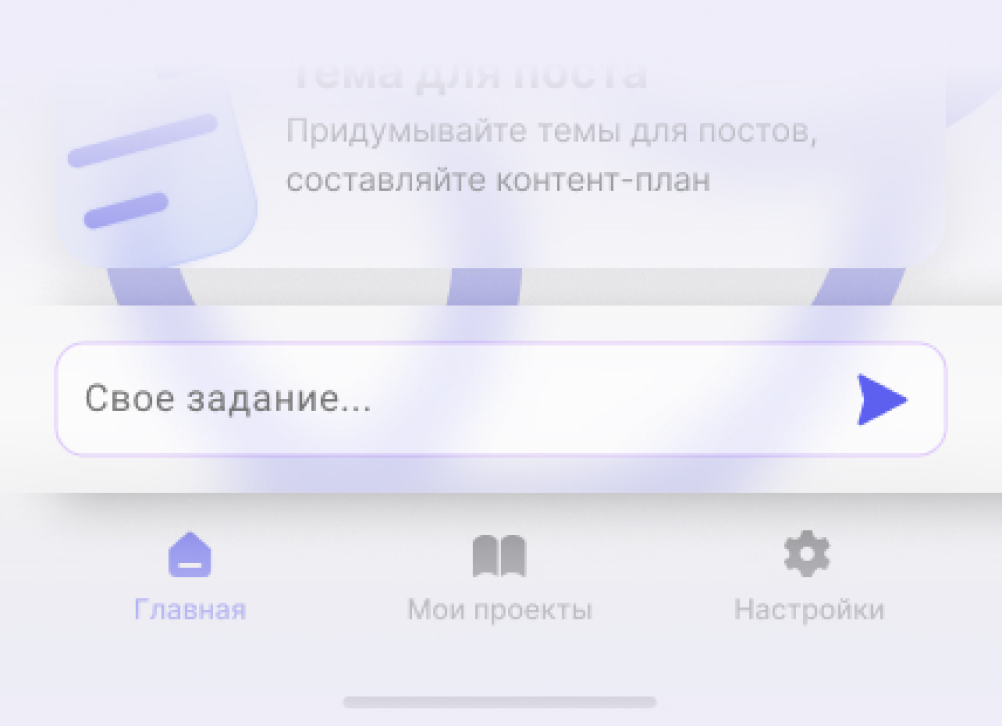 Тема для поста
Придумывайте темы для постов,
составляйте контент-план
Свое задание...
Главная
Мои проекты
Настройки